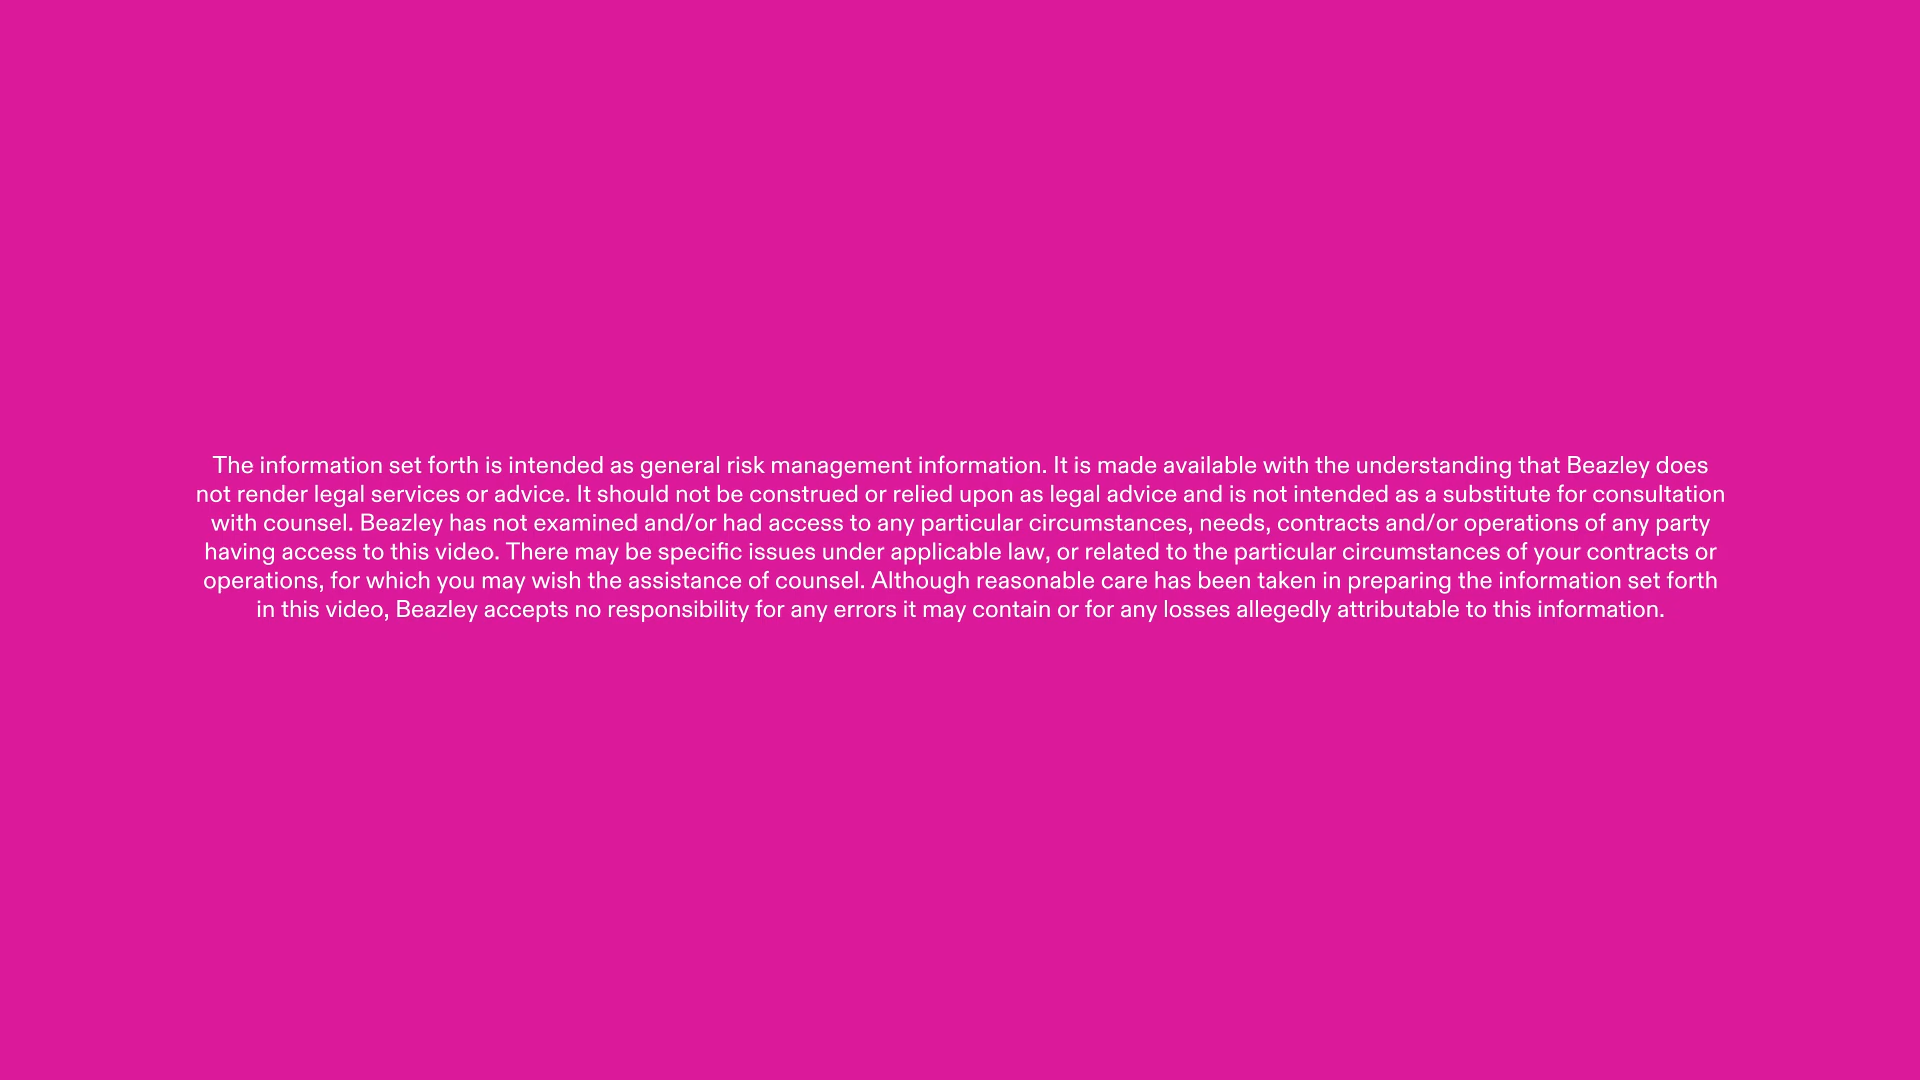 The information set forth is intended as general risk management information. It is made available with the understanding that Beazley does
not render legal services or advice. It should not be construed or relied upon as legal advice and is not intended as a substitute for consultation
with counsel. Beazley has not examined and/or had access to any particular circumstances, needs, contracts and/or operations of any party
having access to this video. There may be specific issues under applicable law, or related to the particular circumstances of your contracts or
operations, for which you may wish the assistance of counsel. Although reasonable care has been taken in preparing the information set forth
in this video, Beazley accepts no responsibility for any errors it may contain or for any losses allegedly attributable to this information.